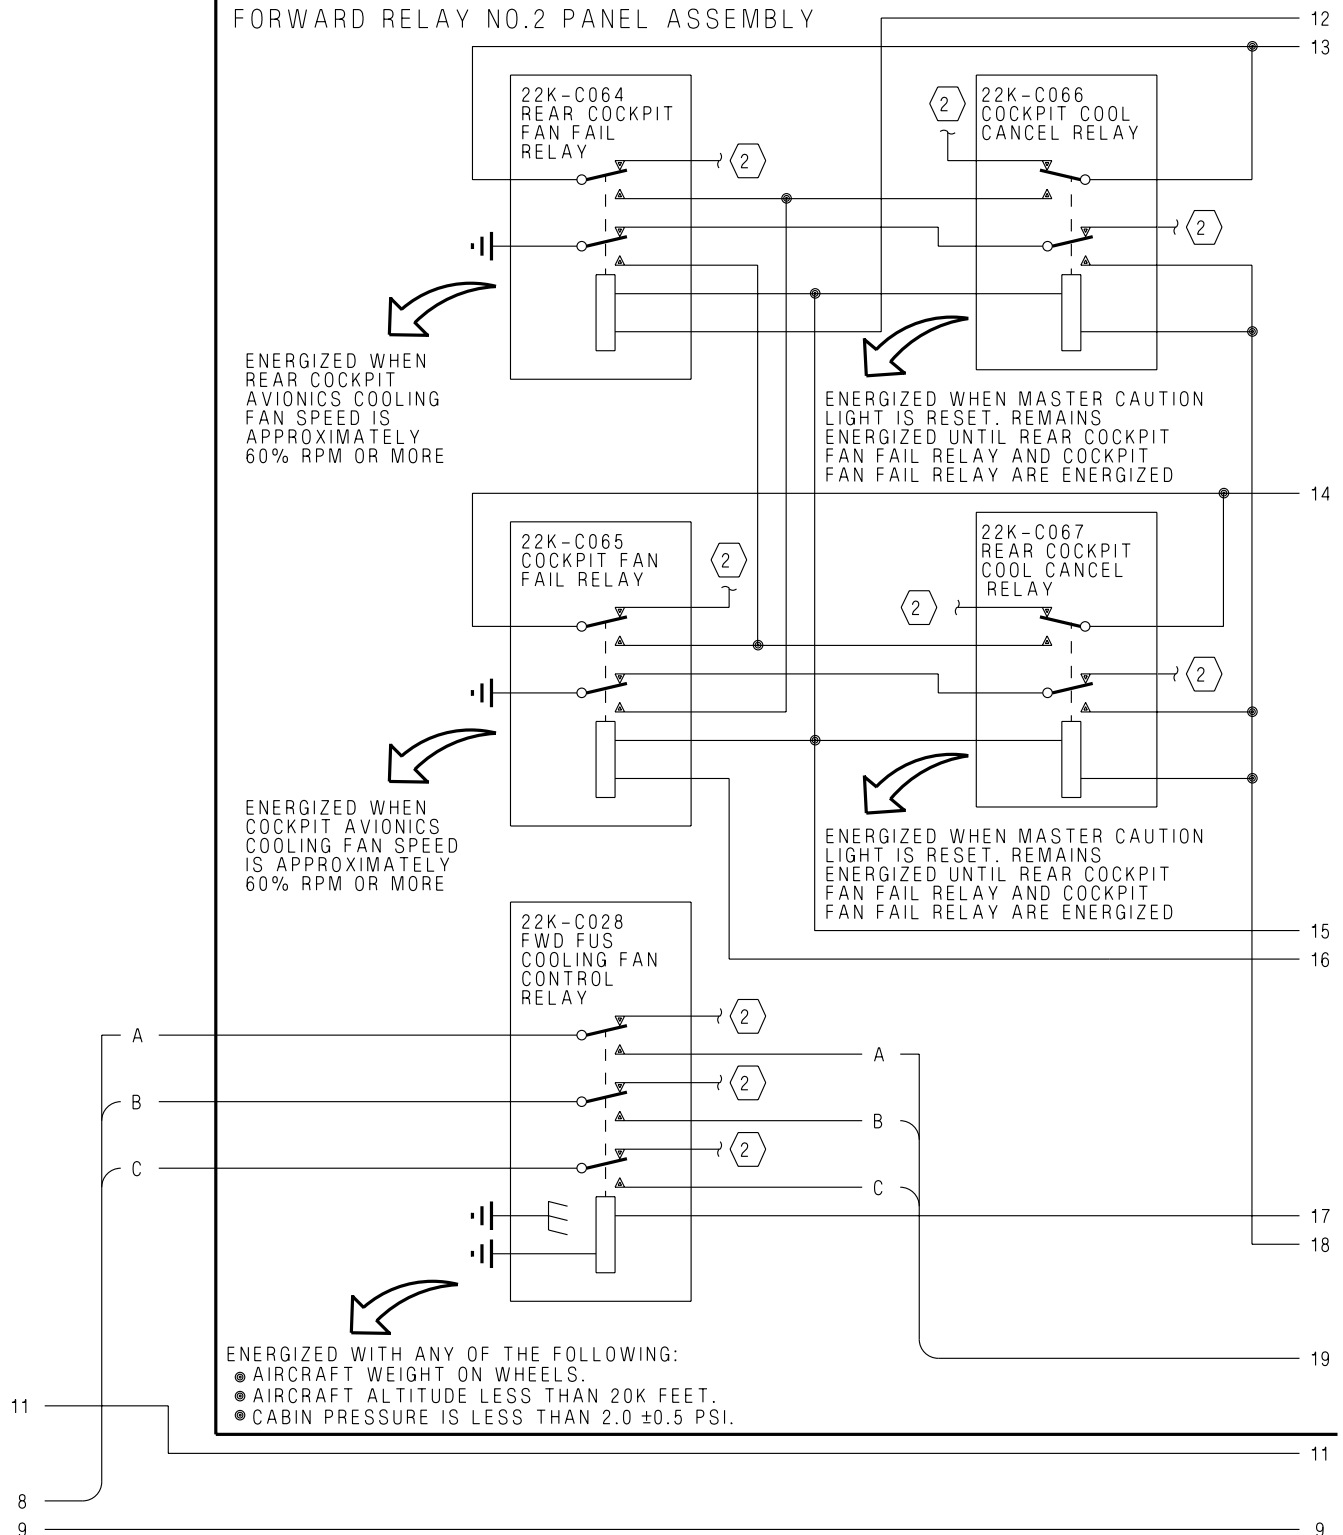 FORWARD RELAY NO.2 PANEL ASSEMBLY
12
13
22K-C064
REAR COCKPIT
FAN FAIL
RELAY
2
2
22K-C066
COCKPIT COOL
CANCEL RELAY
2
ENERGIZED WHEN
REAR COCKPIT
AVIONICS COOLING
FAN SPEED IS
APPROXIMATELY
60% RPM OR MORE
ENERGIZED WHEN MASTER CAUTION
LIGHT IS RESET. REMAINS
ENERGIZED UNTIL REAR COCKPIT
FAN FAIL RELAY AND COCKPIT
FAN FAIL RELAY ARE ENERGIZED
14
22K-C065
COCKPIT FAN
FAIL RELAY
2
2
22K-C067
REAR COCKPIT
COOL CANCEL
RELAY
2
ENERGIZED WHEN
COCKPIT AVIONICS
COOLING FAN SPEED
IS APPROXIMATELY
60% RPM OR MORE
ENERGIZED WHEN MASTER CAUTION
LIGHT IS RESET. REMAINS
ENERGIZED UNTIL REAR COCKPIT
FAN FAIL RELAY AND COCKPIT
FAN FAIL RELAY ARE ENERGIZED
15
16
22K-C028
FWD FUS
COOLING FAN
CONTROL
RELAY
2
A
A
2
B
B
2
C
C
17
18
ENERGIZED WITH ANY OF THE FOLLOWING:
AIRCRAFT WEIGHT ON WHEELS.
AIRCRAFT ALTITUDE LESS THAN 20K FEET.
CABIN PRESSURE IS LESS THAN 2.0 ±0.5 PSI.
19
11
11
8
9
9